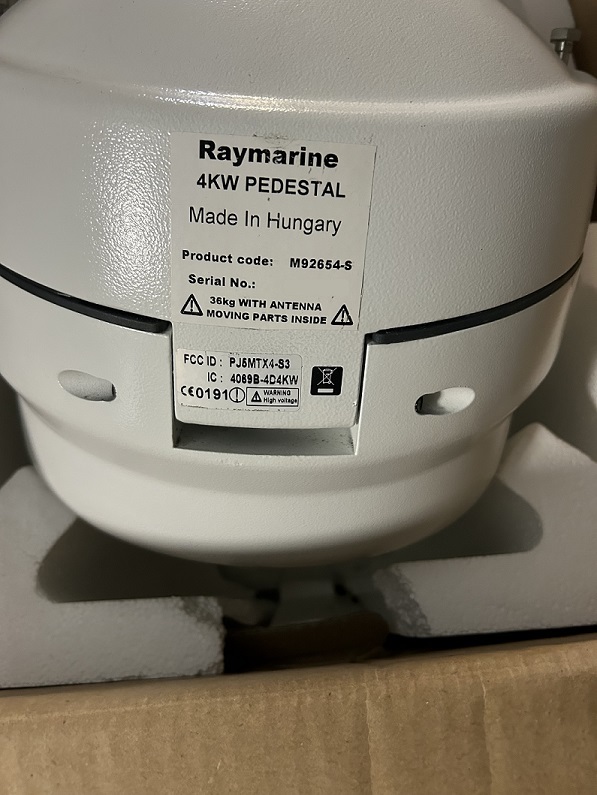 Raymarine
4KW PEDESTAL
Made In Hungary
Product code: M92654-S
Serial No.:
36kg WITH ANTENNA
MOVING PARTS INSIDE
FCC ID : PJ5MTX4-S3
IC : 4069B-4D4KW
CE0191
WARNING
High voltage